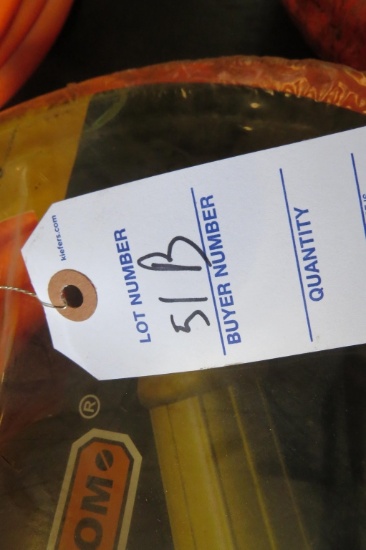 kiefers.com
LOT NUMBER
51B
BUYER NUMBER
QUANTITY
®